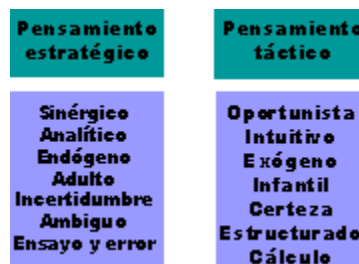 Pensamiento
estratégico
Pensamiento
táctico
Sinérgico
Analítico
Endógeno
Adulto
Incertidumbre
Ambiguo
Ensayo y error
Oportunista
Intuitivo
Exógeno
Infantil
Certeza
Estructurado
Cálculo